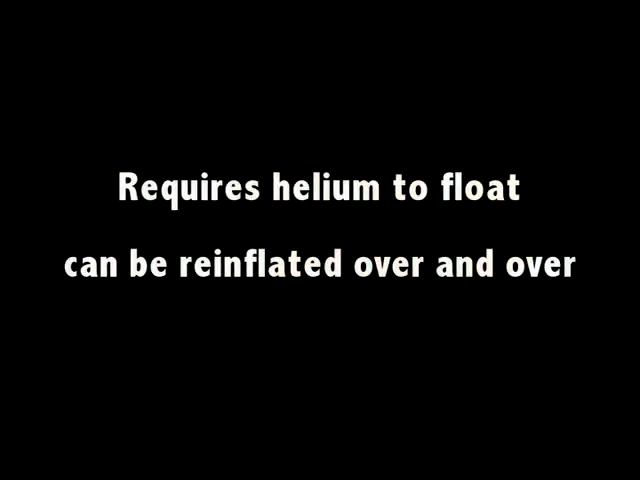 Requires helium to float
can be reinflated over and over